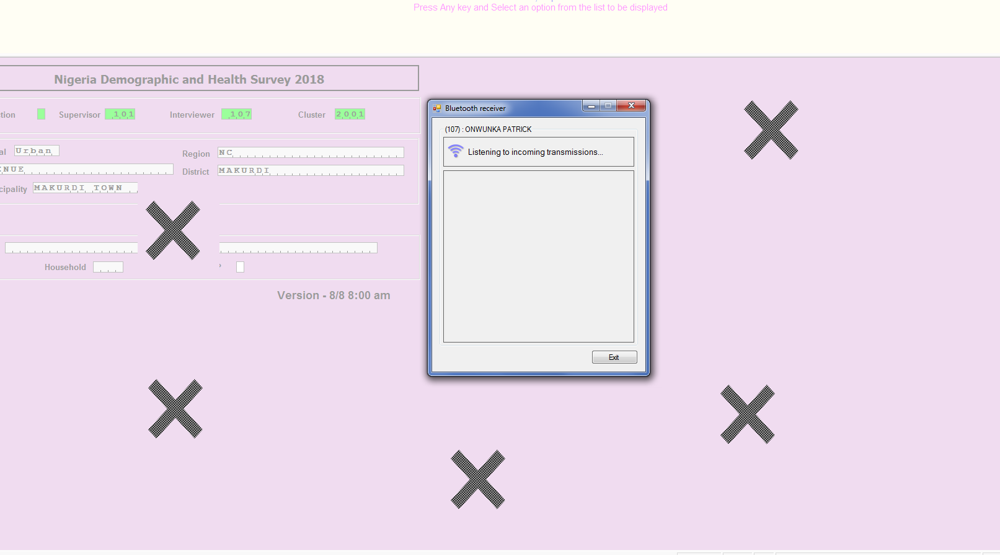 Press Any key and Select an option from the list to be displayed
Nigeria Demographic and Health Survey 2018
tion Supervisor 101 Interviewer 107 Cluster 2001
al Urban
Region NC
NUE
District MAKURDI
cipality MAKURDI TOWN
Household
?
Version - 8/8 8:00 am
Bluetooth receiver
(107) : ONWUNKA PATRICK
Listening to incoming transmissions...
Exit